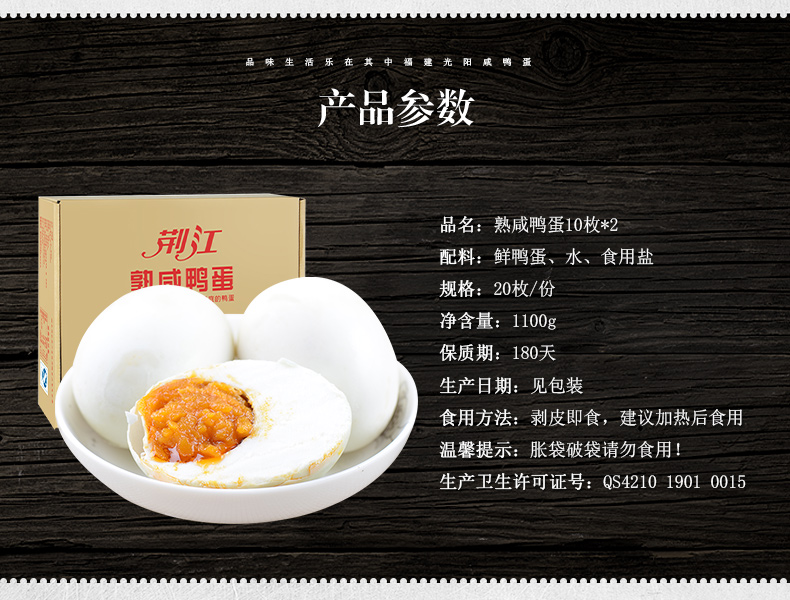 品味生活乐在其中福建光阳咸鸭蛋
产品参数
荆江
熟咸鸭蛋
的鸭蛋
品名：熟咸鸭蛋10枚*2
配料：鲜鸭蛋、水、食用盐
规格：20枚/份
净含量：1100g
保质期：180天
生产日期：见包装
食用方法：剥皮即食，建议加热后食用
温馨提示：胀袋破袋请勿食用！
生产卫生许可证号：QS4210 1901 0015